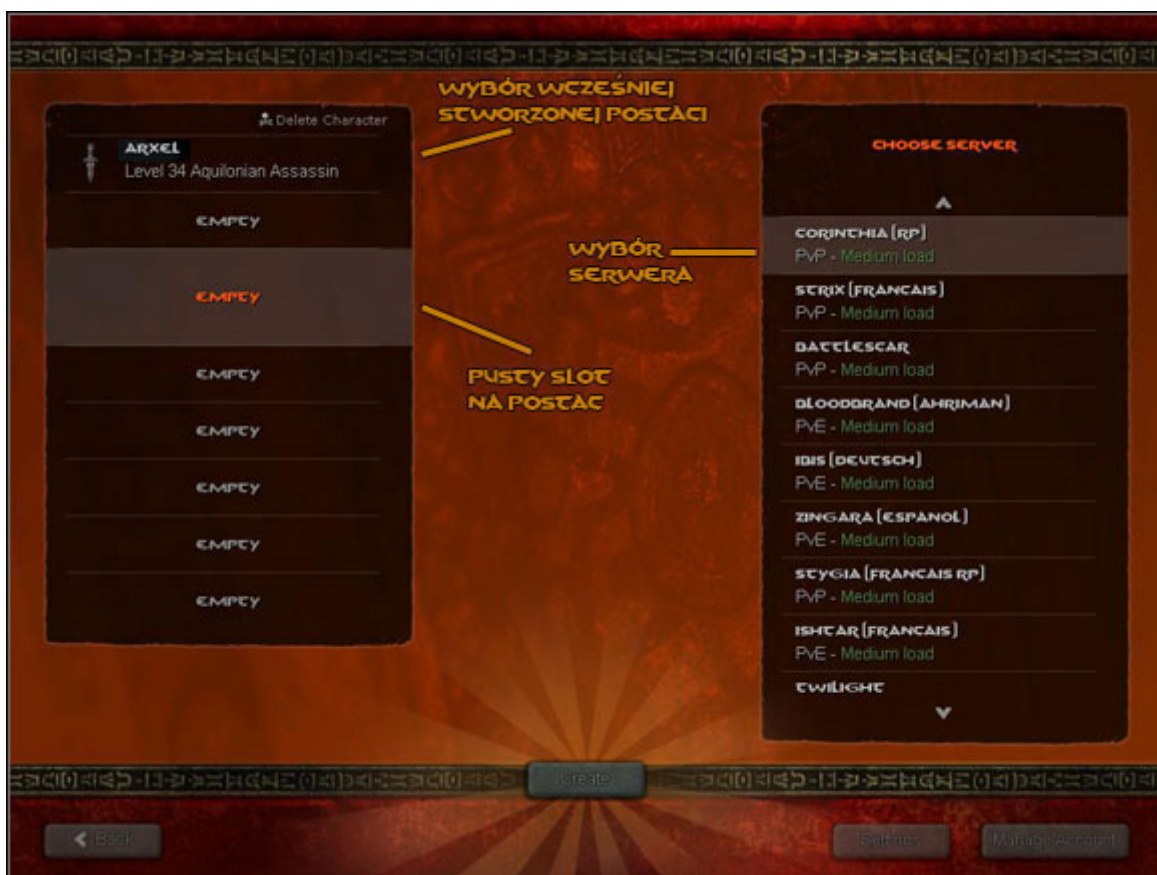 WYBÓR WCZEŚNIEJ
STWORZONEJ POSTACI
Delete Character
ARXEL
Level 34 Aquilonian Assassin
EMPTY
EMPTY
EMPTY
EMPTY
EMPTY
EMPTY
EMPTY
PUSTY SLOT
NA POSTAĆ
WYBÓR
SERWERA
CHOOSE SERVER
CORINTHIA (RP)
PvP - Medium load
STRIX (FRANCAIS)
PvP - Medium load
BATTLESCAR
PvP - Medium load
BLOODBRAND (AHRIMAN)
PvE - Medium load
IBIS (DEUTSCH)
PvE - Medium load
ZINGARA (ESPANOL)
PvE - Medium load
STYGIA (FRANCAIS RP)
PvP - Medium load
ISHTAR (FRANCAIS)
PvE - Medium load
TWILIGHT
Create
Back
Settings
Manage Account